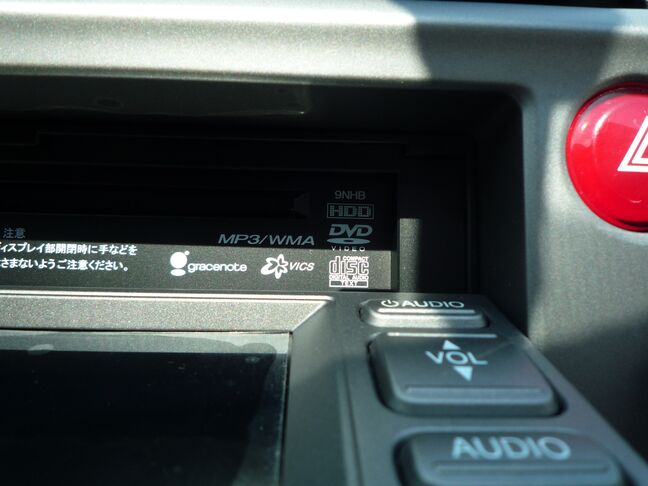 9NHB
HDD
注意
MP3/WMA
DVD
VIDEO
ディスプレイ部開閉時に手などを
さまないようご注意ください。
gracenote
VICS
COMPACT
disc
DIGITAL AUDIO
TEXT
AUDIO
VOL
AUDIO